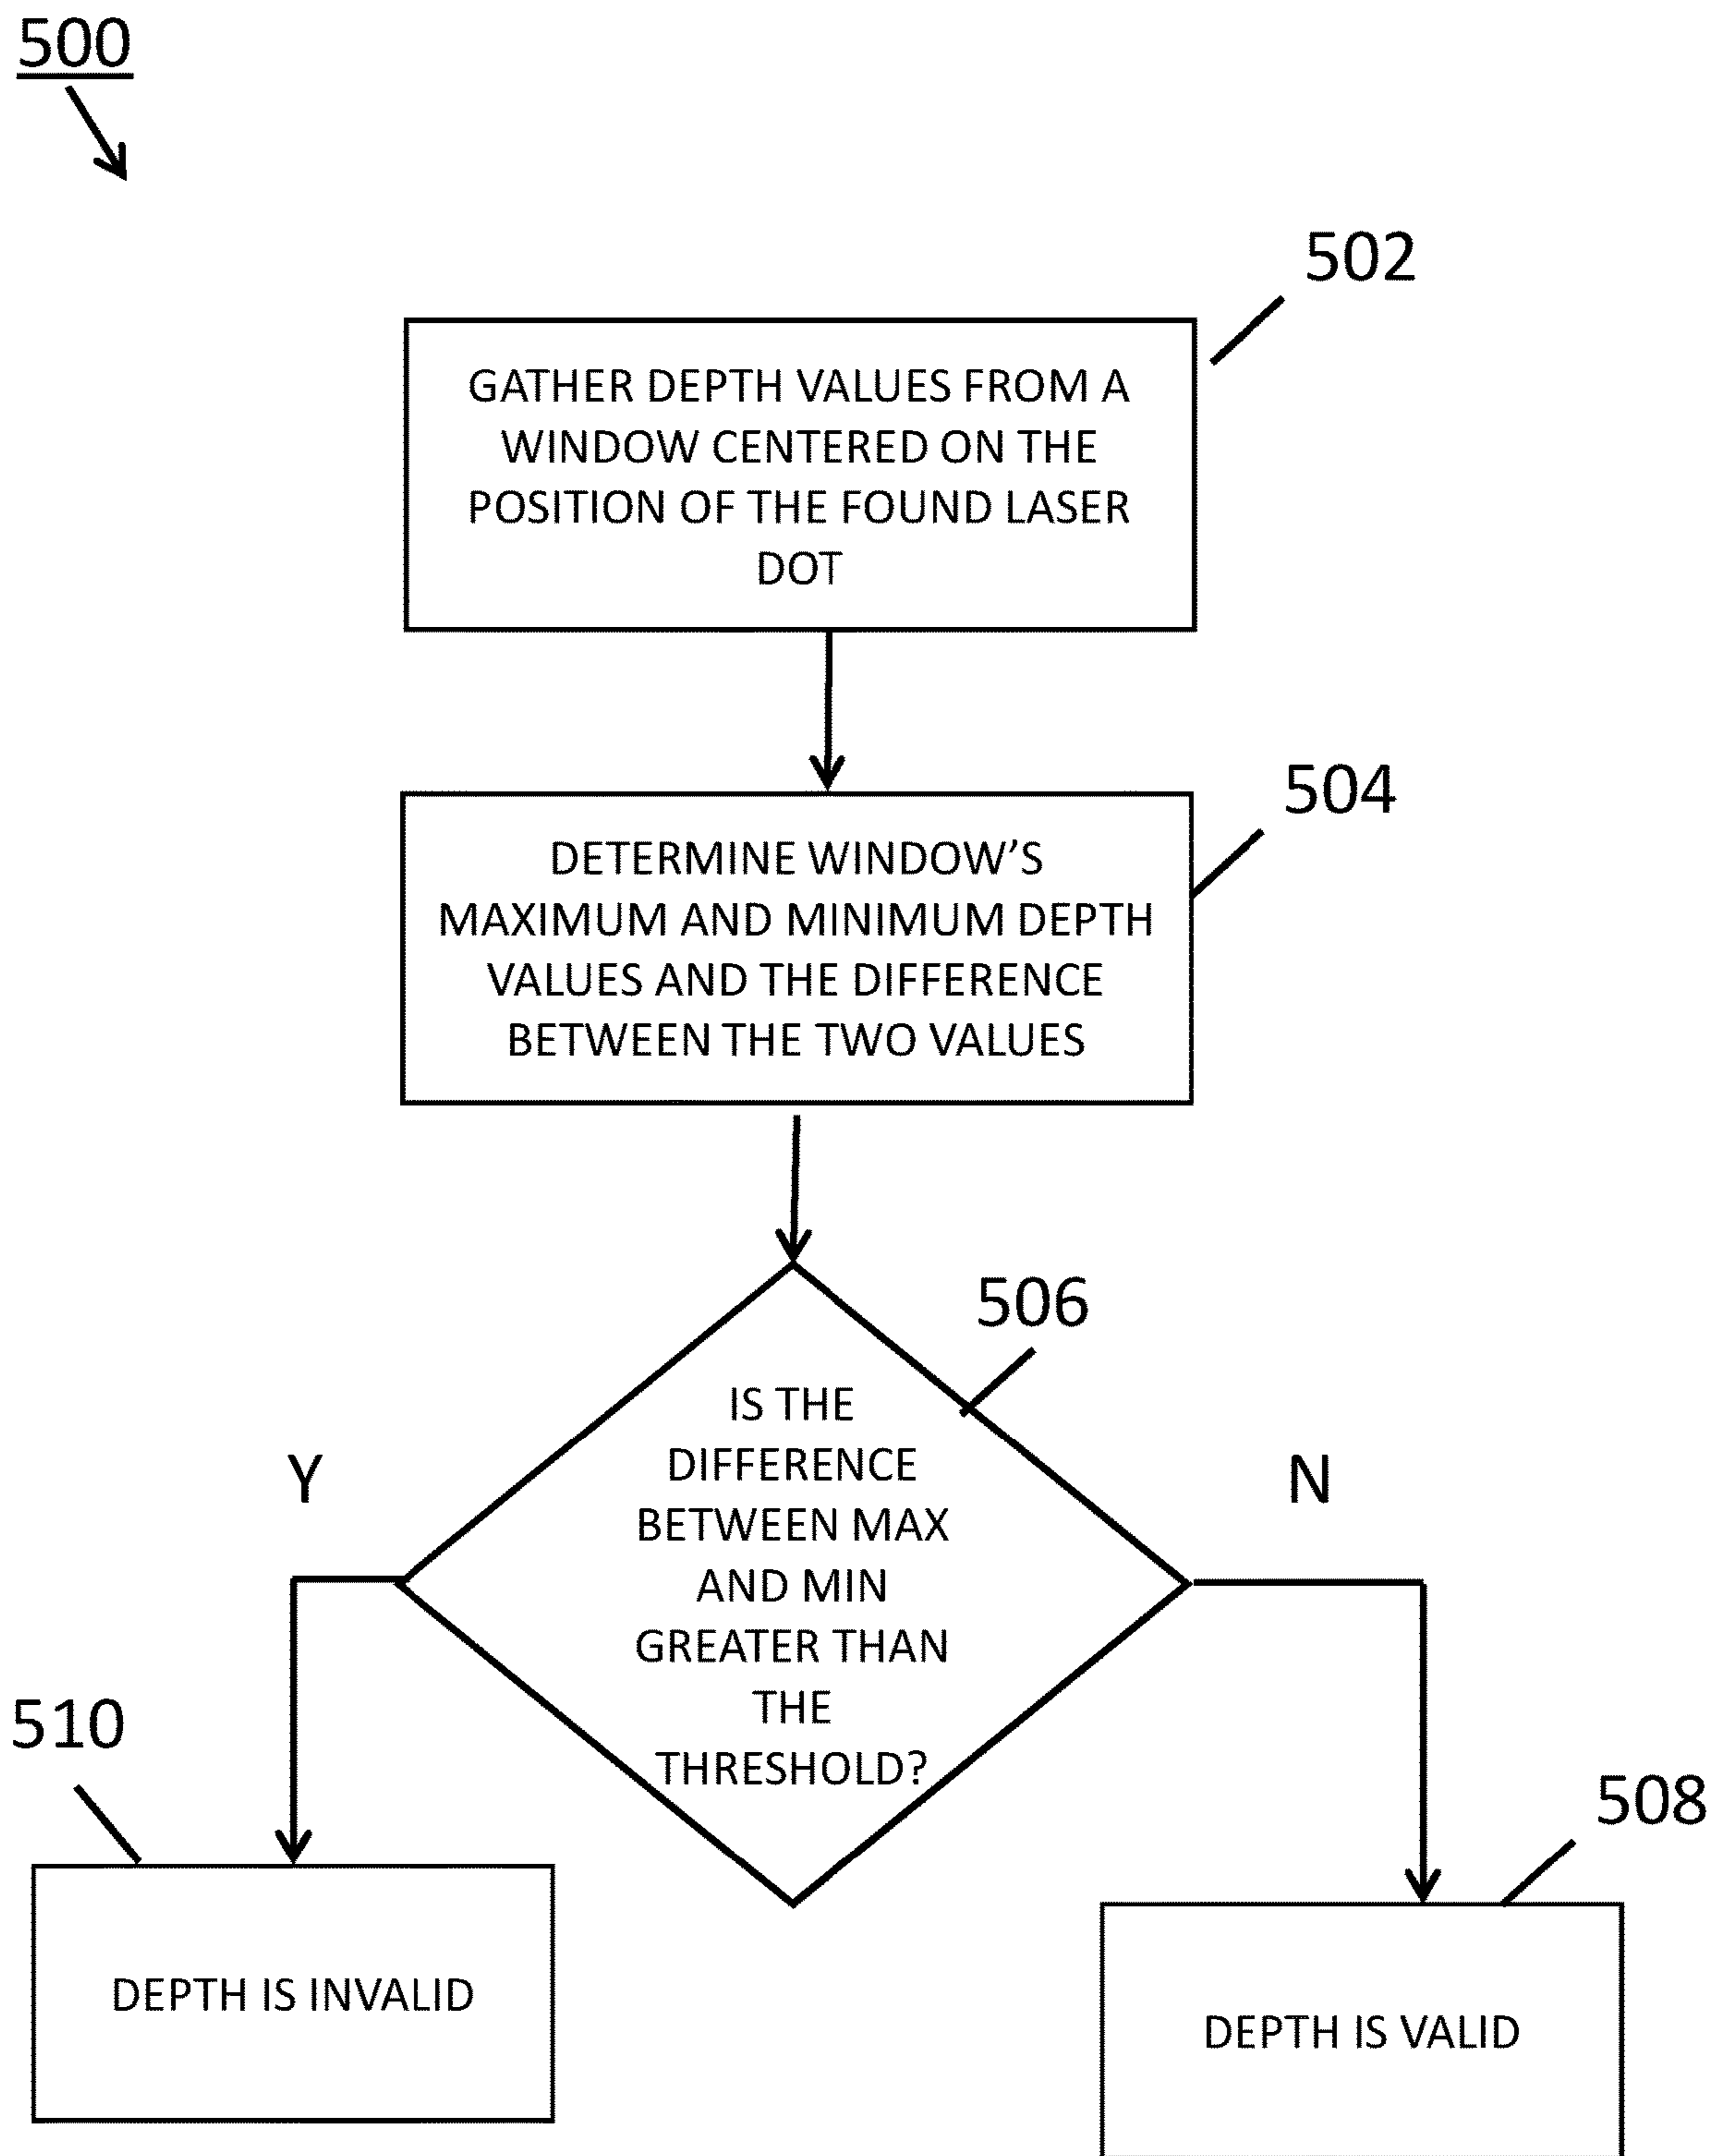 500
502
GATHER DEPTH VALUES FROM A
WINDOW CENTERED ON THE
POSITION OF THE FOUND LASER
DOT
504
DETERMINE WINDOW'S
MAXIMUM AND MINIMUM DEPTH
VALUES AND THE DIFFERENCE
BETWEEN THE TWO VALUES
506
IS THE
DIFFERENCE
BETWEEN MAX
AND MIN
GREATER THAN
THE
THRESHOLD?
Y
N
510
DEPTH IS INVALID
508
DEPTH IS VALID